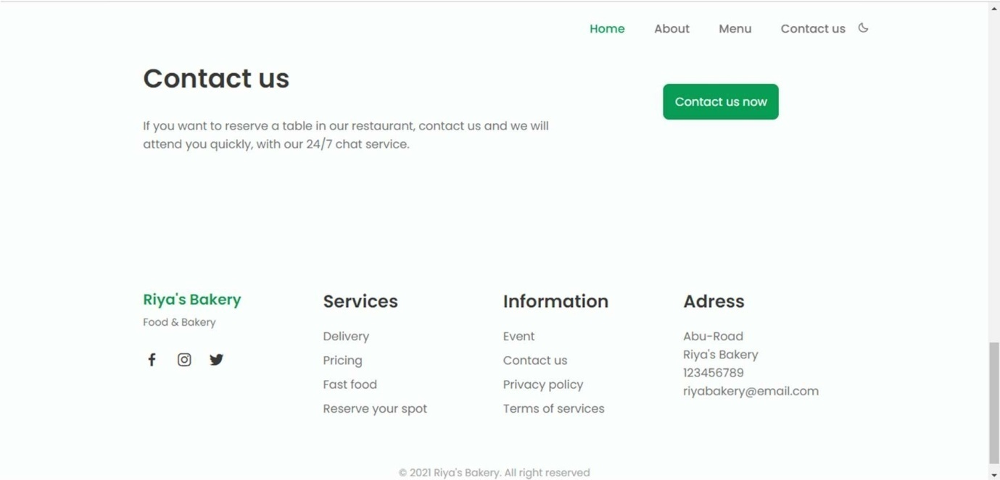 Home About Menu Contact us
Contact us
Contact us now
If you want to reserve a table in our restaurant, contact us and we will
attend you quickly, with our 24/7 chat service.
Riya's Bakery
Food & Bakery
Services
Delivery
Pricing
Fast food
Reserve your spot
Information
Event
Contact us
Privacy policy
Terms of services
Adress
Abu-Road
Riya's Bakery
123456789
riyabakery@email.com
© 2021 Riya's Bakery. All right reserved